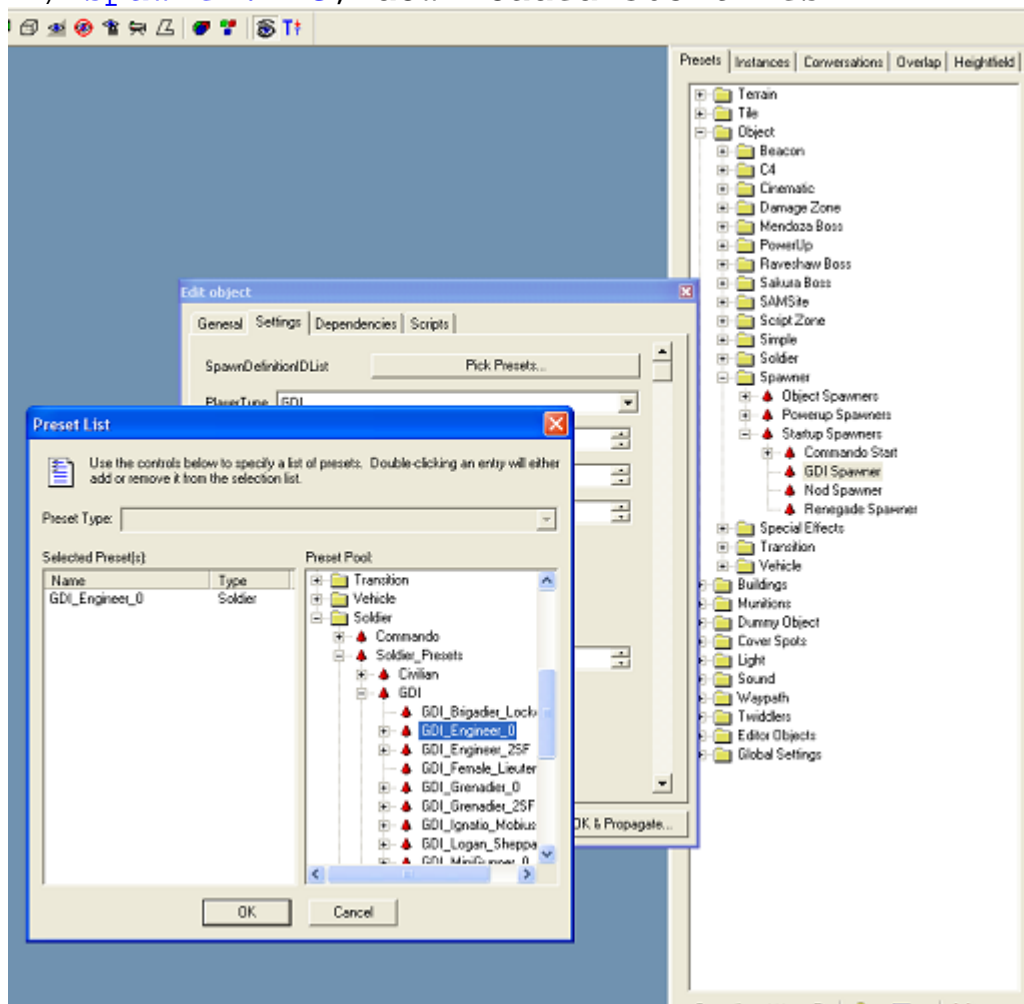 Presets Instances Conversations Overlap Heightfield
Terrain
Tile
Object
Beacon
C4
Cinematic
Damage Zone
Mendoza Boss
PowerUp
Raveshaw Boss
Sakura Boss
SAMSite
Script Zone
Simple
Soldier
Spawner
Object Spawners
Powerup Spawners
Startup Spawners
Commando Start
GDI Spawner
Nod Spawner
Renegade Spawner
Special Effects
Transition
Vehicle
Buildings
Munitions
Dummy Object
Cover Spots
Light
Sound
Waypath
Twiddlers
Editor Objects
Global Settings
Edit object
General Settings Dependencies Scripts
SpawnDefinitionIDList Pick Presets...
PlayerType GDI
OK & Propagate...
Preset List
Use the controls below to specify a list of presets. Double-clicking an entry will either
add or remove it from the selection list.
Preset Type:
Selected Preset(s): Preset Pool:
Name Type
GDI_Engineer_0 Soldier
Transition
Vehicle
Soldier
Commando
Soldier_Presets
Civilian
GDI
GDI_Brigadier_Lock
GDI_Engineer_0
GDI_Engineer_2SF
GDI_Female_Lieuter
GDI_Grenadier_0
GDI_Grenadier_2SF
GDI_Ignatio_Mobius
GDI_Logan_Sheppa
GDI_MiniGunner_0
OK Cancel